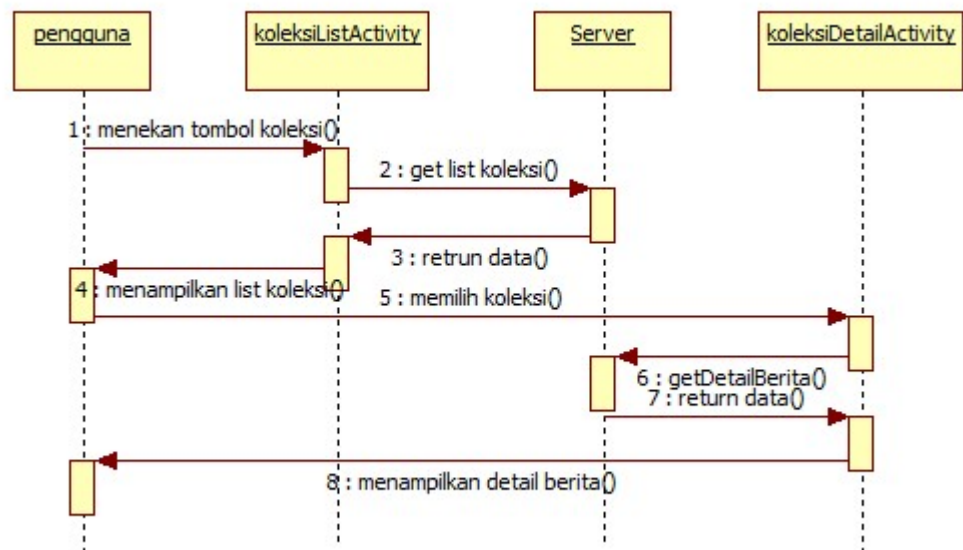 pengguna
koleksiListActivity
Server
koleksiDetailActivity
1 : menekan tombol koleksi()
2 : get list koleksi()
3 : retrun data()
4 : menampilkan list koleksi()
5 : memilih koleksi()
6 : getDetailBerita()
7 : return data()
8 : menampilkan detail berita()